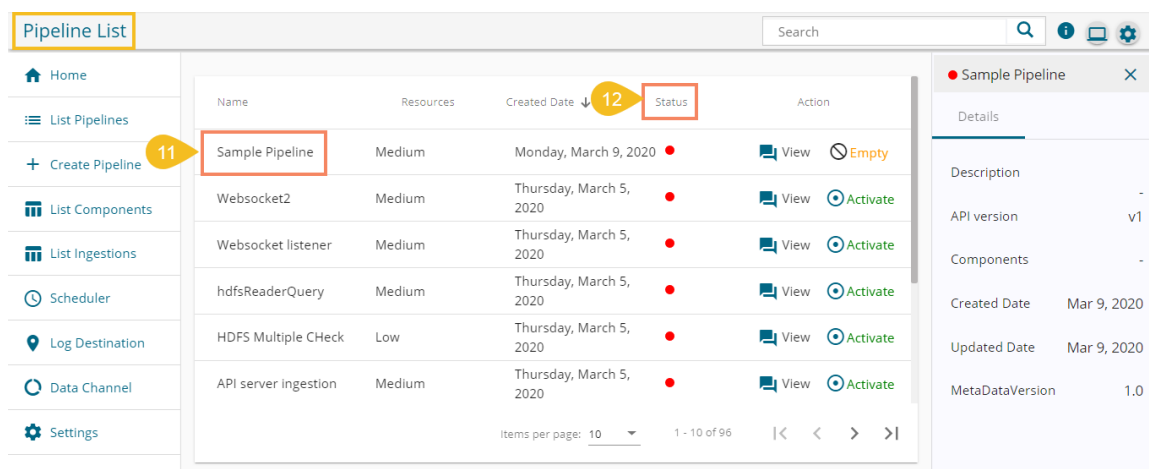 Pipeline List
Search
Home
List Pipelines
Create Pipeline
List Components
List Ingestions
Scheduler
Log Destination
Data Channel
Settings
Name Resources Created Date 12 Status Action
11 Sample Pipeline Medium Monday, March 9, 2020 View Empty
Websocket2 Medium Thursday, March 5, 2020 View Activate
Websocket listener Medium Thursday, March 5, 2020 View Activate
hdfsReaderQuery Medium Thursday, March 5, 2020 View Activate
HDFS Multiple CHeck Low Thursday, March 5, 2020 View Activate
API server ingestion Medium Thursday, March 5, 2020 View Activate
Items per page: 10 1 - 10 of 96
Sample Pipeline
Details
Description -
API version v1
Components -
Created Date Mar 9, 2020
Updated Date Mar 9, 2020
MetaDataVersion 1.0